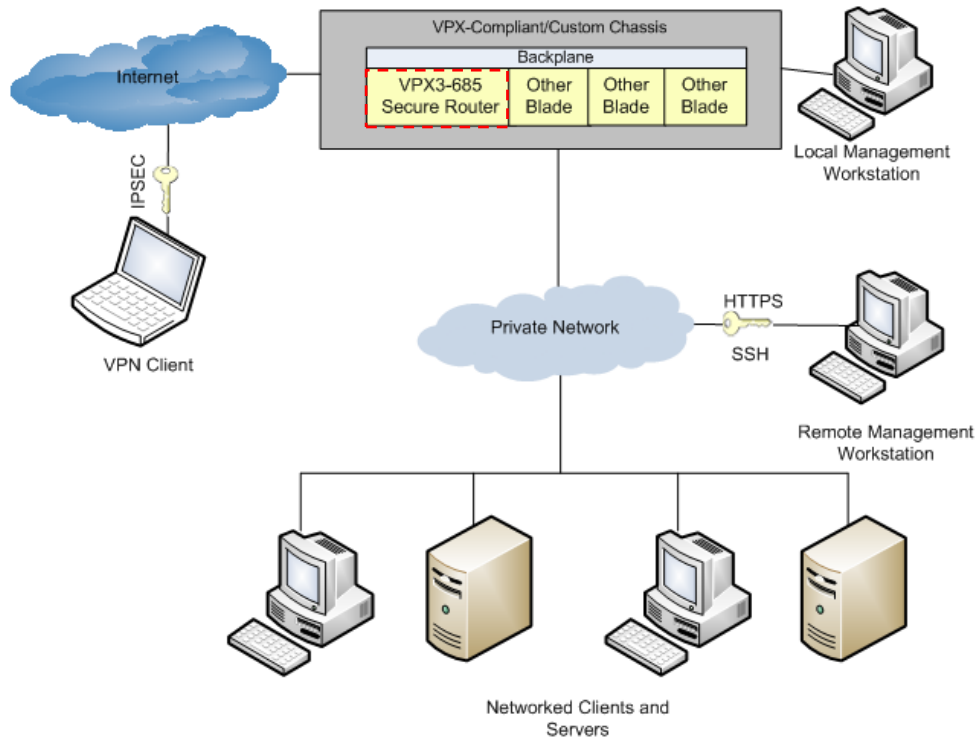 VPX-Compliant/Custom Chassis
Backplane
Internet
VPX3-685
Secure Router
Other
Blade
Other
Blade
Other
Blade
Local Management
Workstation
IPSEC
VPN Client
Private Network
HTTPS
SSH
Remote Management
Workstation
Networked Clients and
Servers